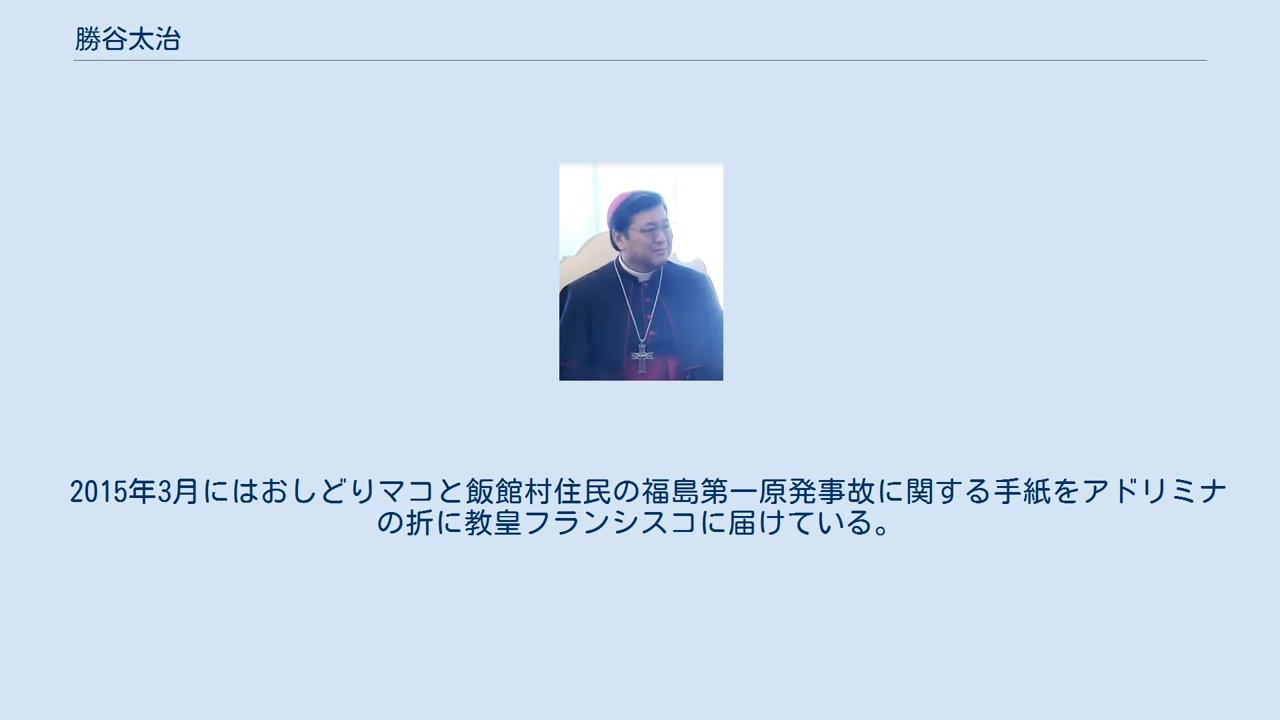 勝谷太治
2015年3月にはおしどりマコと飯館村住民の福島第一原発事故に関する手紙をアドリミナ
の折に教皇フランシスコに届けている。